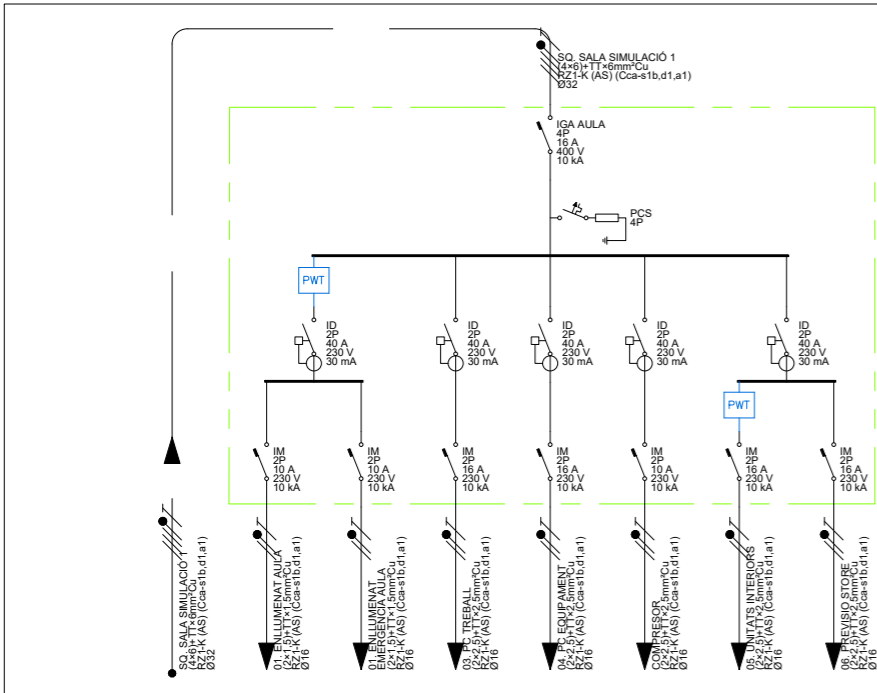 SQ. SALA SIMULACIÓ 1
(4×6)+TT×6mm²Cu
RZ1-K (AS) (Cca-s1b,d1,a1)
Ø32
IGA AULA
4P
16 A
400 V
10 kA
PCS
4P
PWT
ID
2P
40 A
230 V
30 mA
ID
2P
40 A
230 V
30 mA
ID
2P
40 A
230 V
30 mA
ID
2P
40 A
230 V
30 mA
ID
2P
40 A
230 V
30 mA
PWT
IM
2P
10 A
230 V
10 kA
IM
2P
10 A
230 V
10 kA
IM
2P
16 A
230 V
10 kA
IM
2P
16 A
230 V
10 kA
IM
2P
10 A
230 V
10 kA
IM
2P
16 A
230 V
10 kA
IM
2P
16 A
230 V
10 kA
SQ. SALA SIMULACIÓ 1
(4×6)+TT×6mm²Cu
RZ1-K (AS) (Cca-s1b,d1,a1)
Ø32
01. ENLLUMENAT AULA
(2×1,5)+TT×1,5mm²Cu
RZ1-K (AS) (Cca-s1b,d1,a1)
Ø16
01. ENLLUMENAT
EMERGÈNCIA AULA
(2×1,5)+TT×1,5mm²Cu
RZ1-K (AS) (Cca-s1b,d1,a1)
Ø16
03. PC TREBALL
(2×2,5)+TT×2,5mm²Cu
RZ1-K (AS) (Cca-s1b,d1,a1)
Ø16
04. PC EQUIPAMENT
(2×2,5)+TT×2,5mm²Cu
RZ1-K (AS) (Cca-s1b,d1,a1)
Ø16
COMPRESOR
(2×2,5)+TT×2,5mm²Cu
RZ1-K (AS) (Cca-s1b,d1,a1)
Ø16
05. UNITATS INTERIORS
(2×2,5)+TT×2,5mm²Cu
RZ1-K (AS) (Cca-s1b,d1,a1)
Ø16
06. PREVISIO STORE
(2×2,5)+TT×2,5mm²Cu
RZ1-K (AS) (Cca-s1b,d1,a1)
Ø16